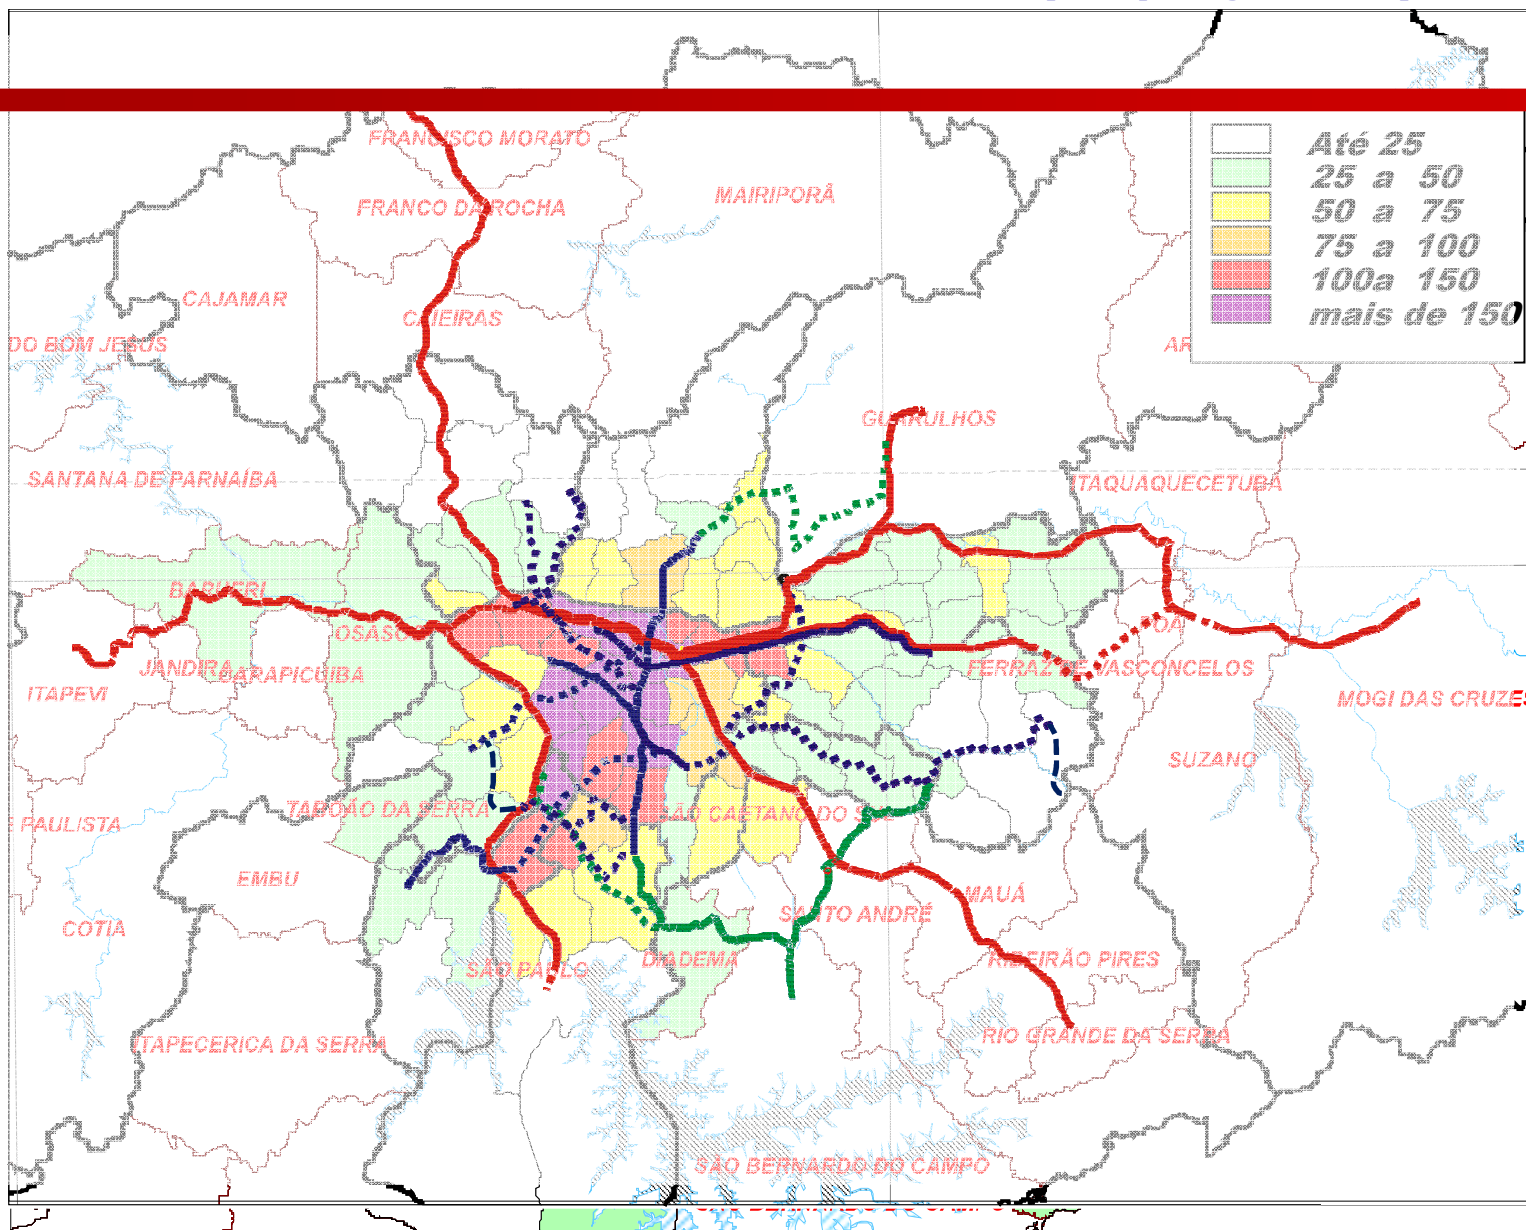 FRANCISCO MORATO
Até 25
25 a 50
FRANCO DA ROCHA
MAIRIPORÃ
50 a 75
75 a 100
100a 150
CAJAMAR
mais de 150
CAIEIRAS
DO BOM JESUS
AR
GUARULHOS
SANTANA DE PARNAÍBA
ITAQUAQUECETUBA
BARUERI
OSASCO
POÁ
JANDIRA
CARAPICUIBA
FERRAZ DE VASCONCELOS
ITAPEVI
MOGI DAS CRUZES
SUZANO
TABOÃO DA SERRA
SÃO CAETANO DO SUL
PAULISTA
EMBU
MAUÁ
SANTO ANDRÉ
COTIA
DIADEMA
RIBEIRÃO PIRES
SÃO PAULO
RIO GRANDE DA SERRA
ITAPECERICA DA SERRA
SÃO BERNARDO DO CAMPO